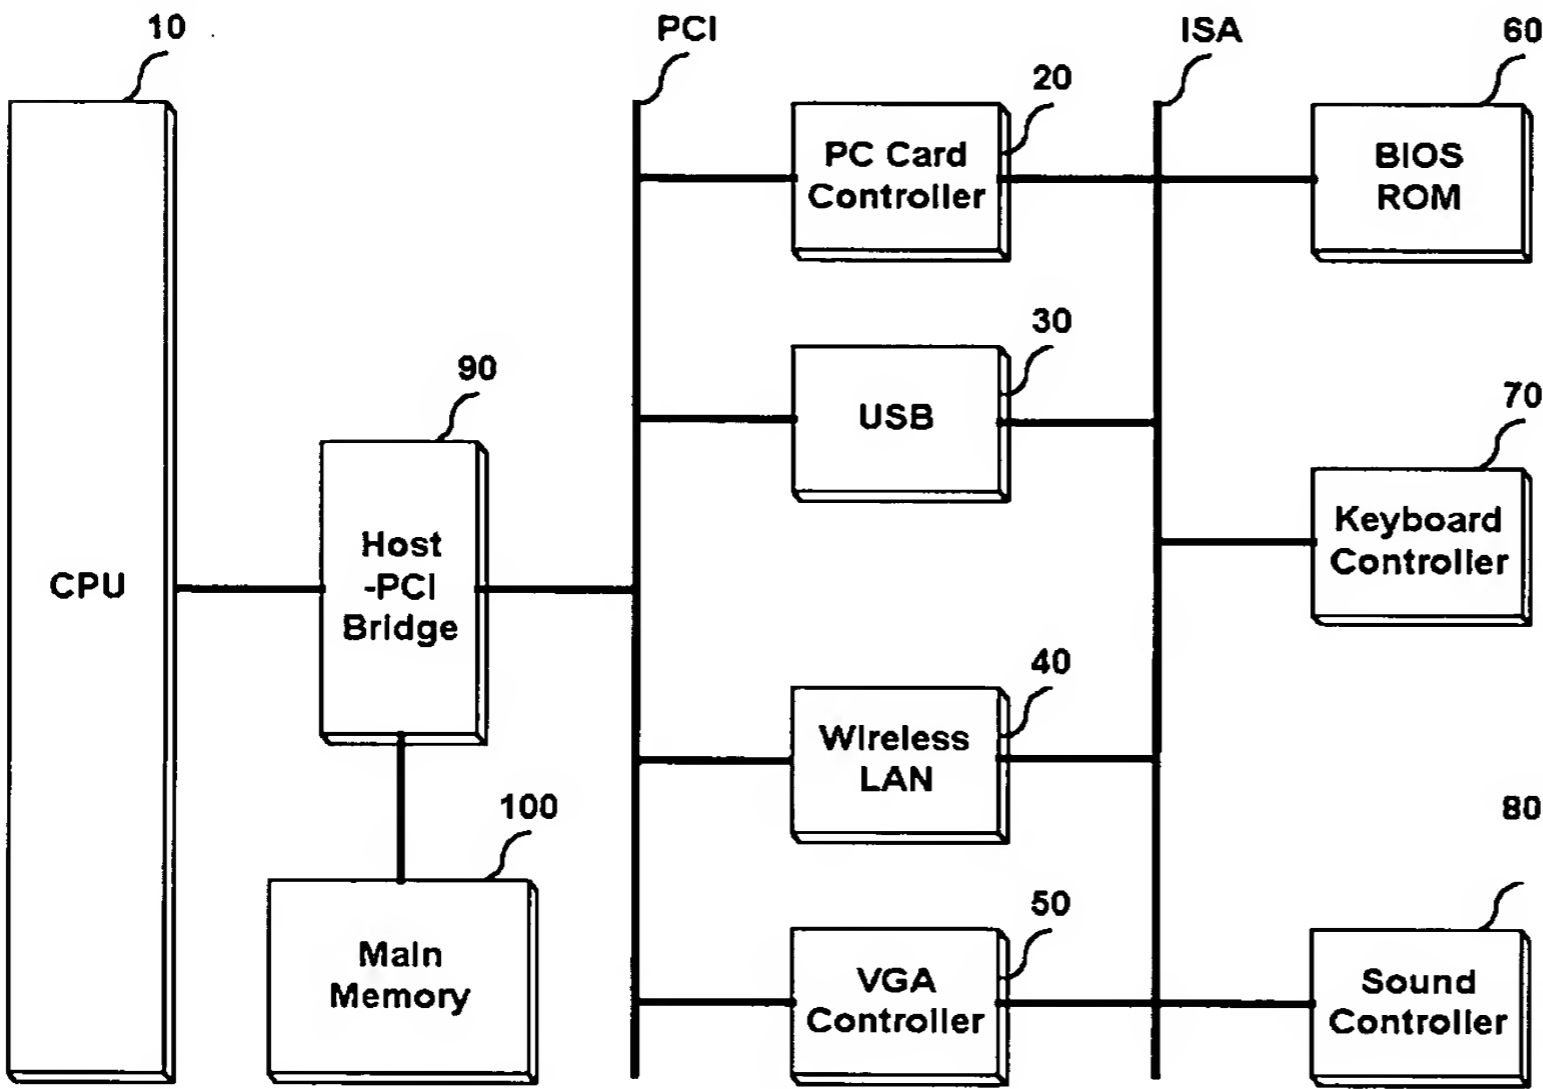 10
PCI
ISA
60
20
PC Card
Controller
BIOS
ROM
30
90
USB
70
Keyboard
Controller
Host
-PCI
Bridge
CPU
40
Wireless
LAN
100
80
50
Main
Memory
VGA
Controller
Sound
Controller